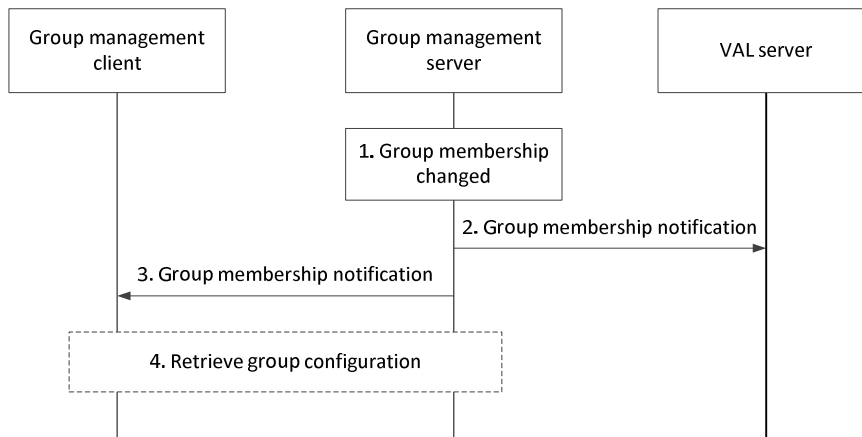 Group management
client
Group management
server
VAL server
1. Group membership
changed
2. Group membership notification
3. Group membership notification
4. Retrieve group configuration